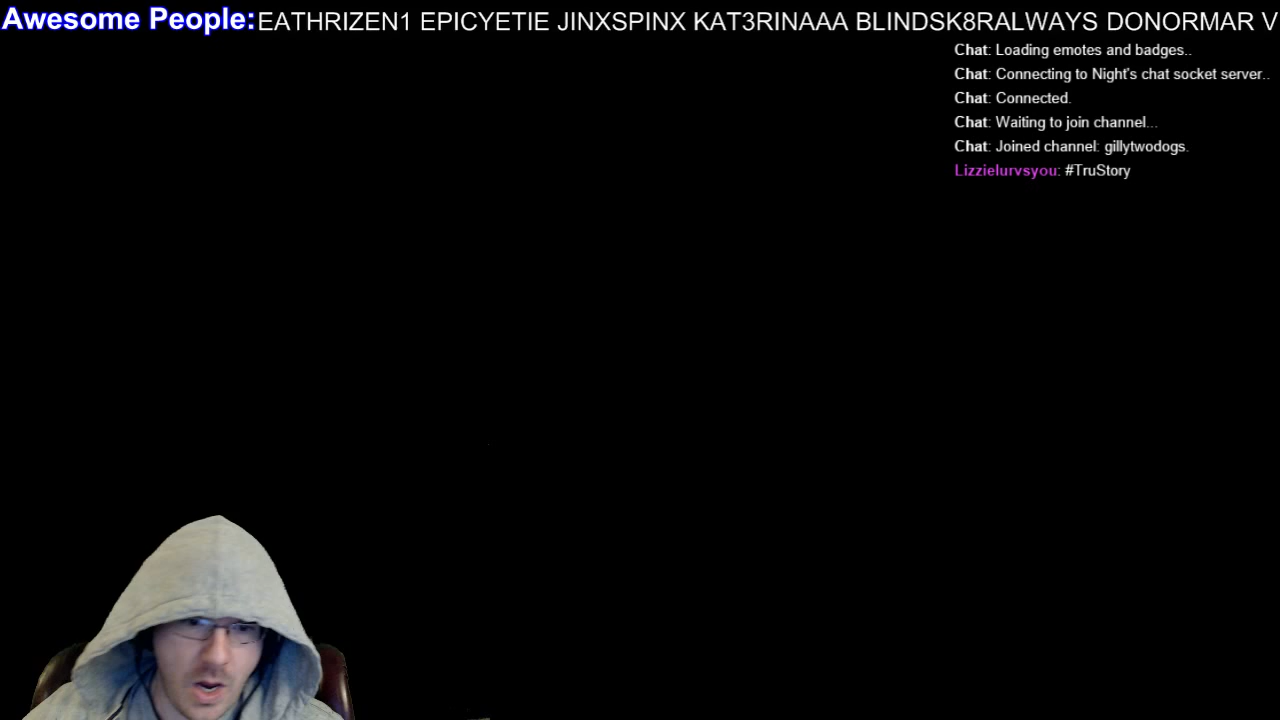 Awesome People: EATHRIZEN1 EPICYETIE JINXSPINX KAT3RINAAA BLINDSK8RALWAYS DONORMAR V
Chat: Loading emotes and badges..
Chat: Connecting to Night's chat socket server..
Chat: Connected.
Chat: Waiting to join channel...
Chat: Joined channel: gillytwodogs.
Lizzielurvsyou: #TruStory